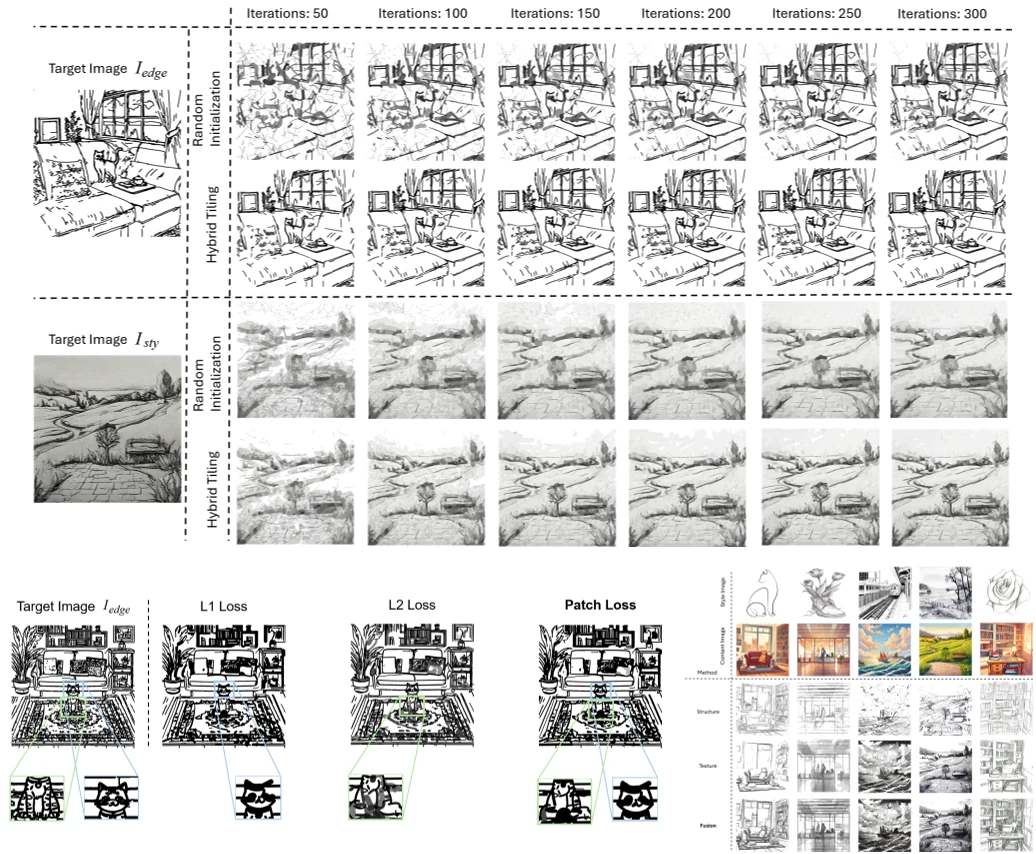 Iterations: 50 Iterations: 100 Iterations: 150 Iterations: 200 Iterations: 250 Iterations: 300
Target Image I_edge
Random
Initialization
Hybrid Tiling
Target Image I_sty
Random
Initialization
Hybrid Tiling
Target Image I_edge
L1 Loss
L2 Loss
Patch Loss
Style Image
Content Image
Method
Structure
Texture
Fusion